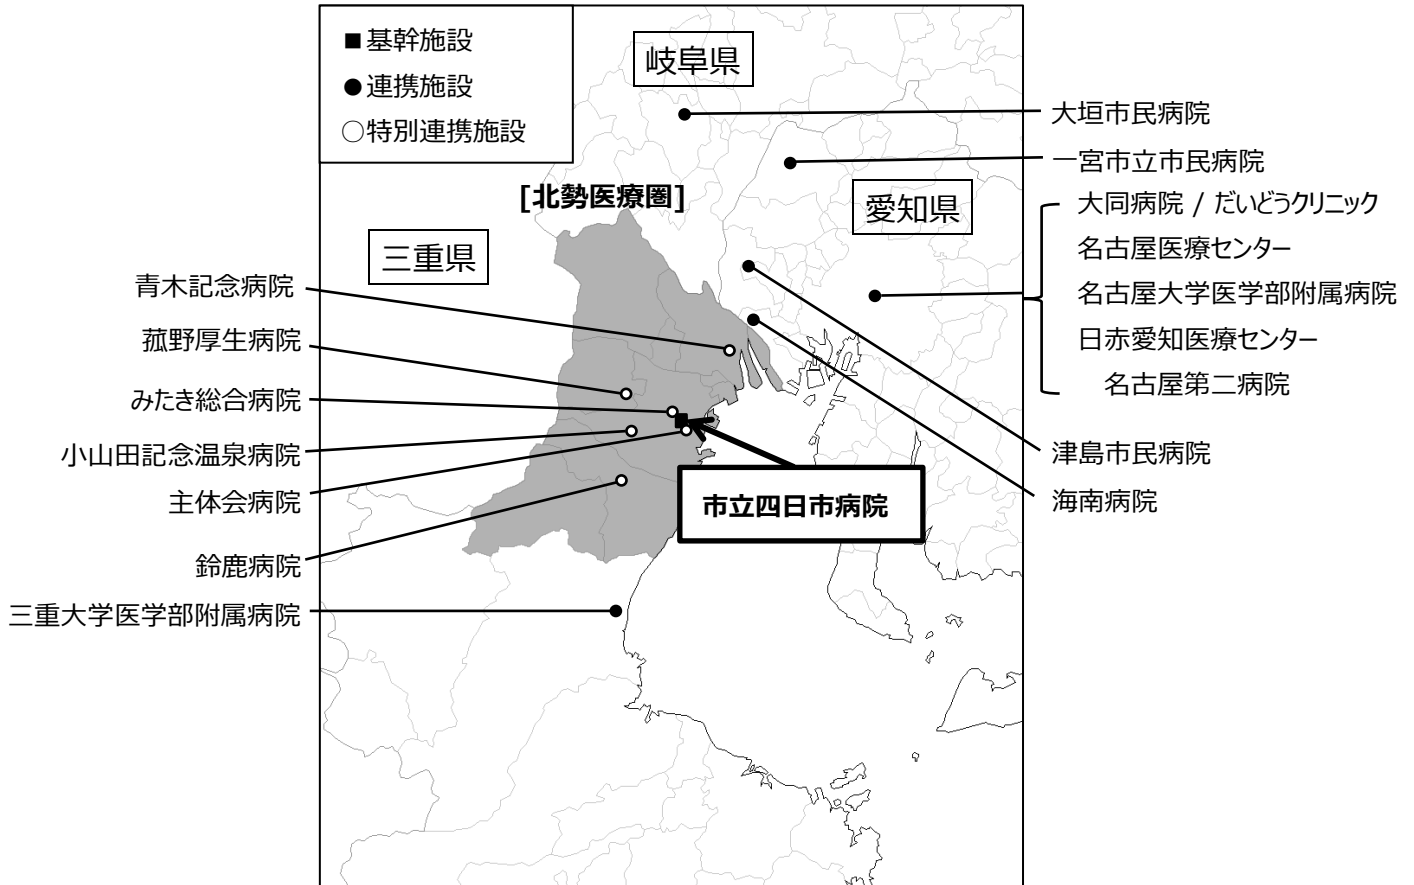 ■基幹施設
●連携施設
○特別連携施設
岐阜県
[北勢医療圏]
愛知県
三重県
青木記念病院
菰野厚生病院
みたき総合病院
小山田記念温泉病院
主体会病院
鈴鹿病院
三重大学医学部附属病院
市立四日市病院
大垣市民病院
一宮市立市民病院
大同病院 / だいどうクリニック
名古屋医療センター
名古屋大学医学部附属病院
日赤愛知医療センター
名古屋第二病院
津島市民病院
海南病院